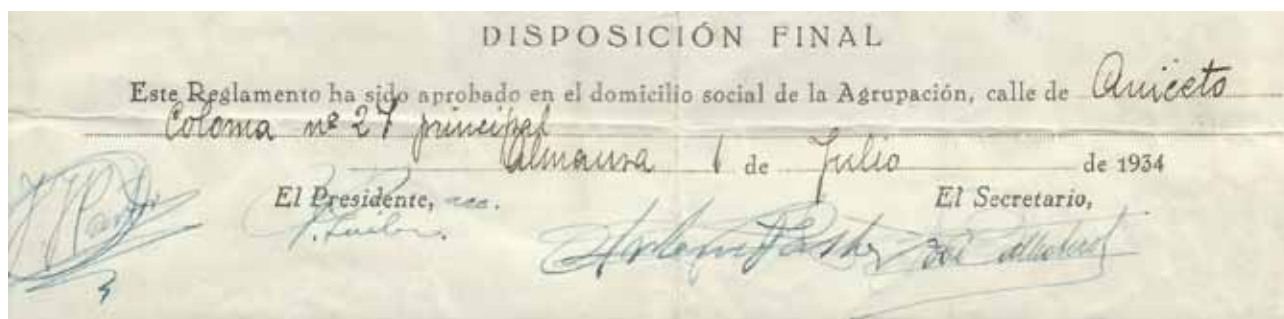 DISPOSICIÓN FINAL
Este Reglamento ha sido aprobado en el domicilio social de la Agrupación, calle de Aniceto
Coloma nº 27 principal
Almansa 1 de Julio de 1934
El Presidente, El Secretario,